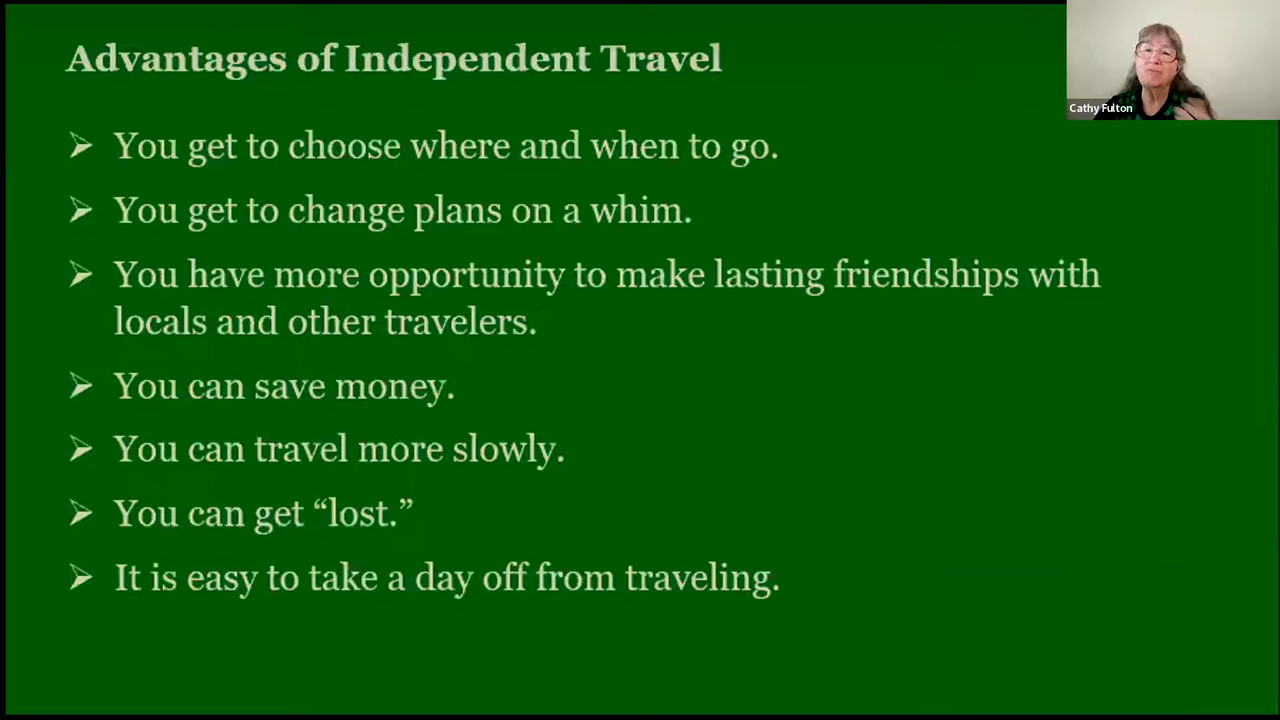 Advantages of Independent Travel
Cathy Fulton
➢ You get to choose where and when to go.
➢ You get to change plans on a whim.
➢ You have more opportunity to make lasting friendships with
locals and other travelers.
➢ You can save money.
➢ You can travel more slowly.
➢ You can get “lost.”
➢ It is easy to take a day off from traveling.